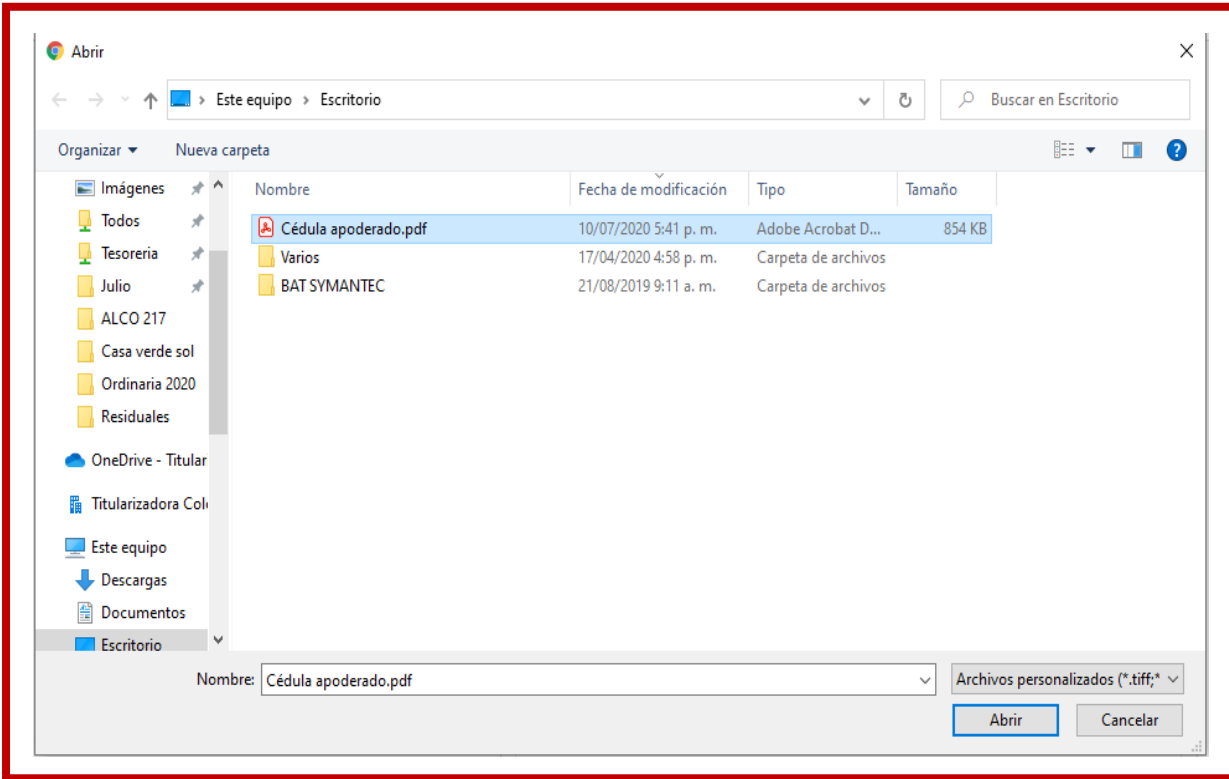 Abrir
Este equipo > Escritorio
Buscar en Escritorio
Organizar
Nueva carpeta
Imágenes
Todos
Tesoreria
Julio
ALCO 217
Casa verde sol
Ordinaria 2020
Residuales
OneDrive - Titular
Titularizadora Col
Este equipo
Descargas
Documentos
Escritorio
Nombre Fecha de modificación Tipo Tamaño
Cédula apoderado.pdf 10/07/2020 5:41 p. m. Adobe Acrobat D... 854 KB
Varios 17/04/2020 4:58 p. m. Carpeta de archivos
BAT SYMANTEC 21/08/2019 9:11 a. m. Carpeta de archivos
Nombre: Cédula apoderado.pdf
Archivos personalizados (*.tiff;*
Abrir
Cancelar